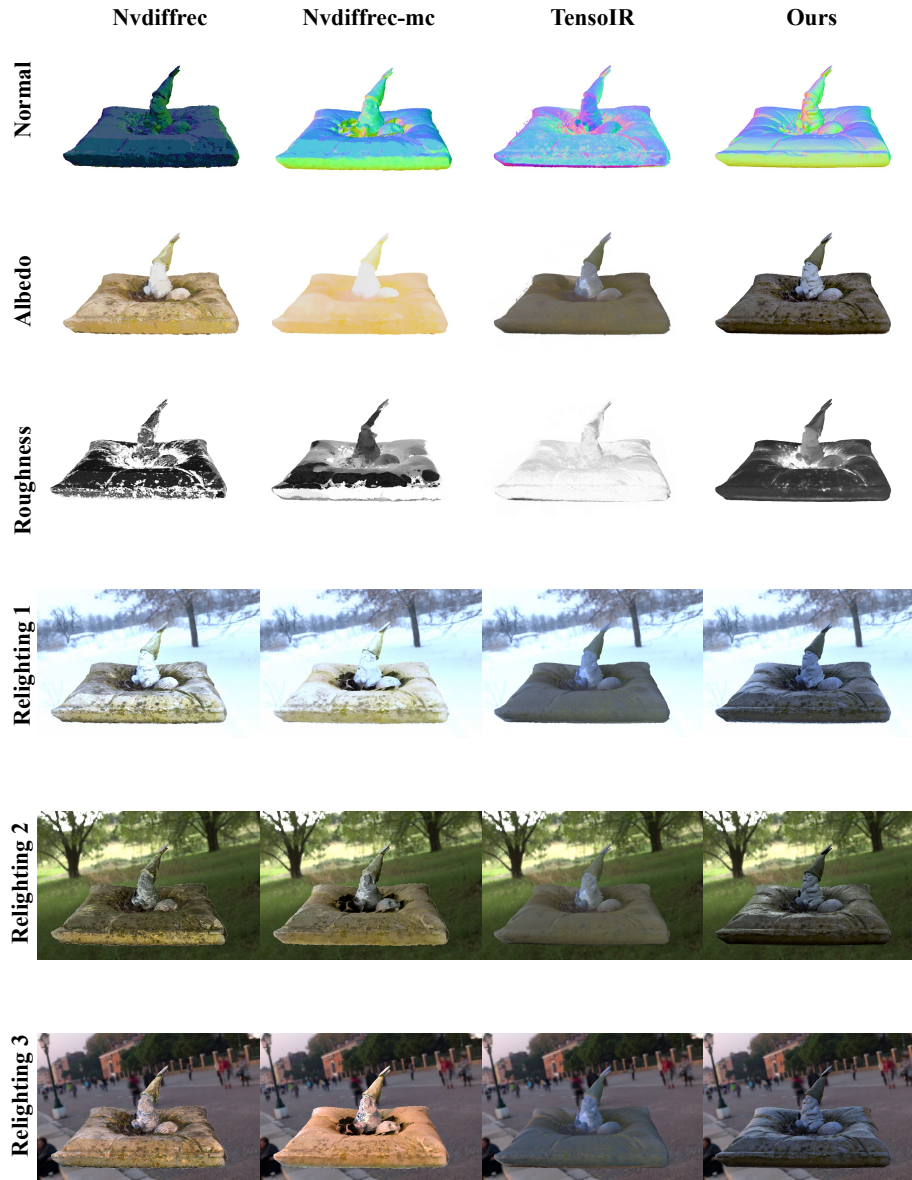 Nvdiffrec Nvdiffrec-mc TensoIR Ours
Normal
Albedo
Roughness
Relighting 1
Relighting 2
Relighting 3